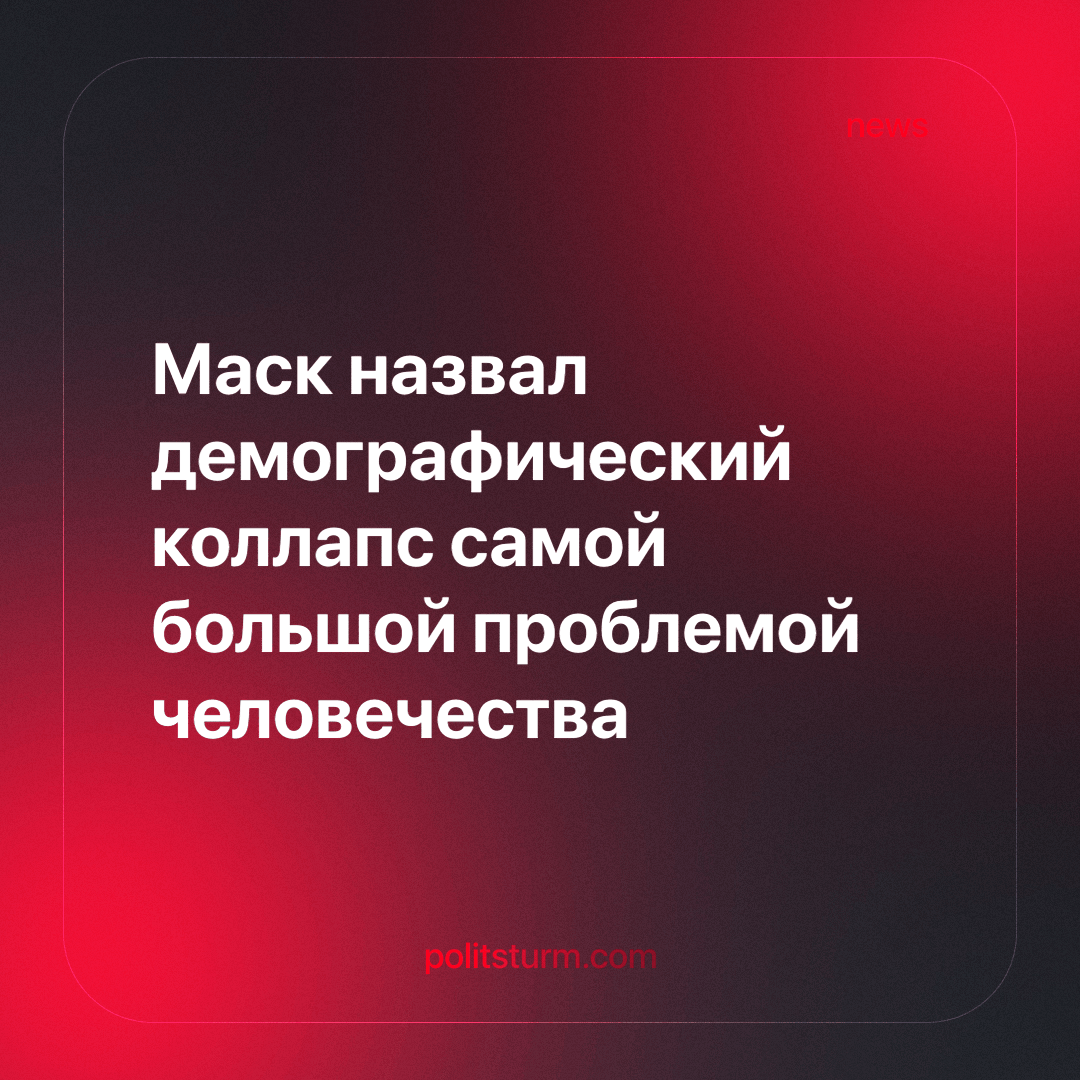 news
Маск назвал
демографический
коллапс самой
большой проблемой
человечества
politsturm.com